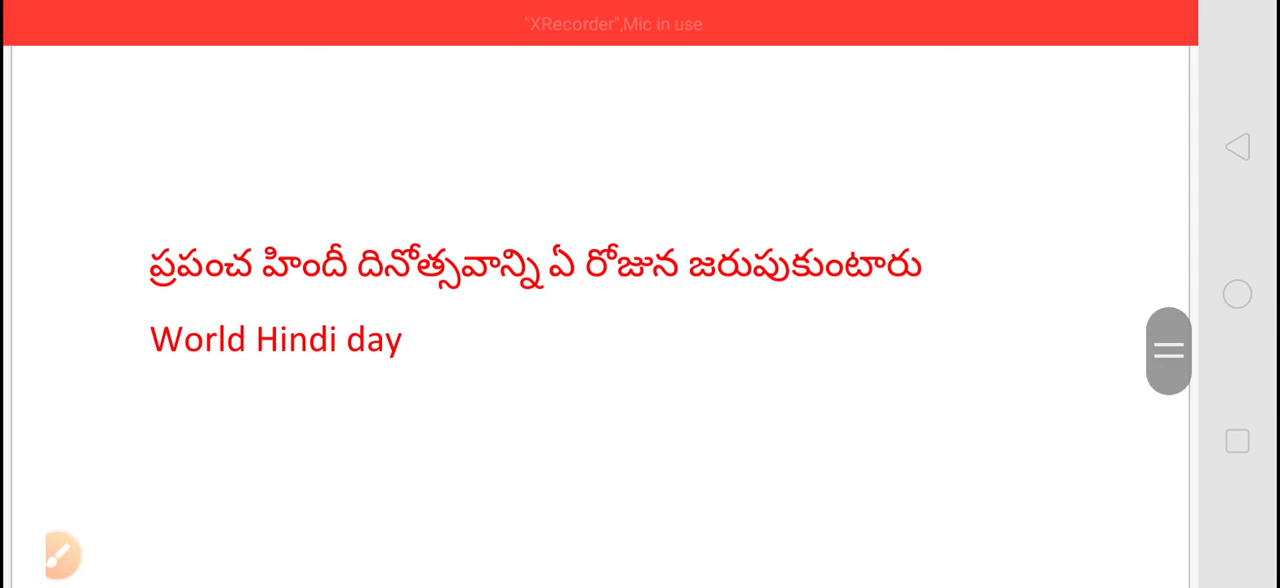 "XRecorder",Mic in use
ప్రపంచ హిందీ దినోత్సవాన్ని ఏ రోజున జరుపుకుంటారు
World Hindi day